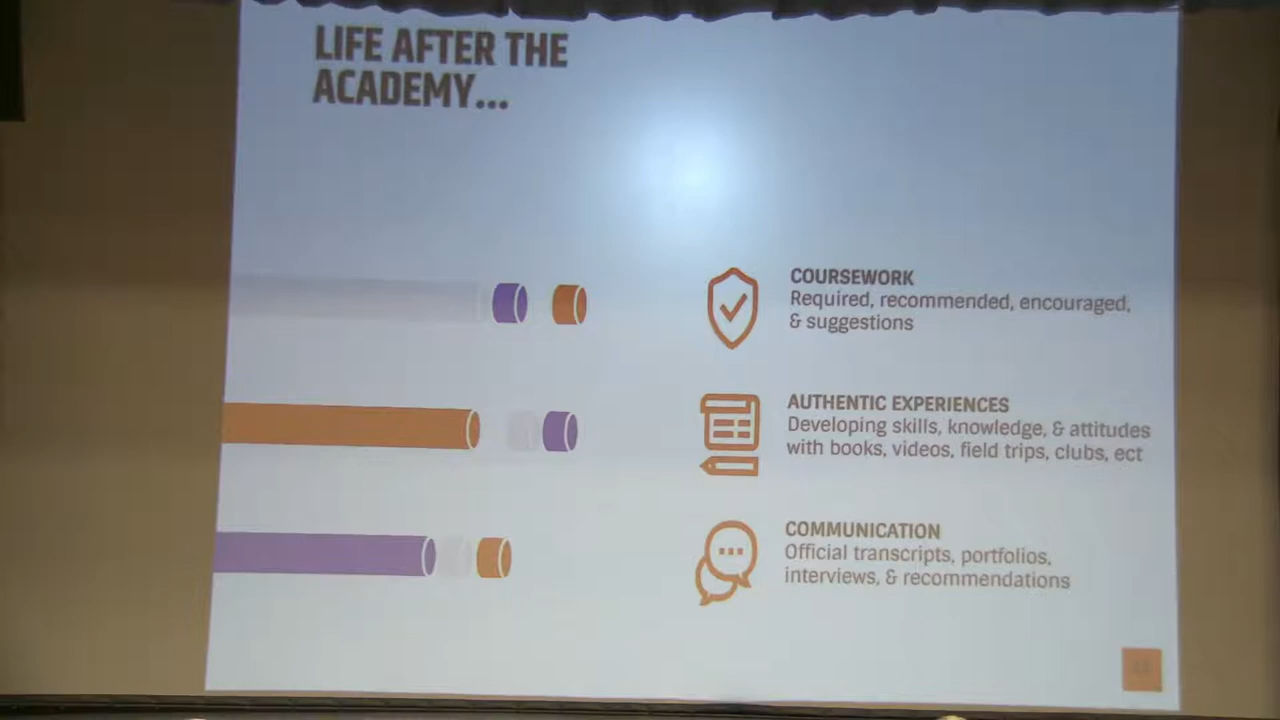 LIFE AFTER THE
ACADEMY...
COURSEWORK
Required, recommended, encouraged,
& suggestions
AUTHENTIC EXPERIENCES
Developing skills, knowledge, & attitudes
with books, videos, field trips, clubs, ect
COMMUNICATION
Official transcripts, portfolios,
interviews, & recommendations